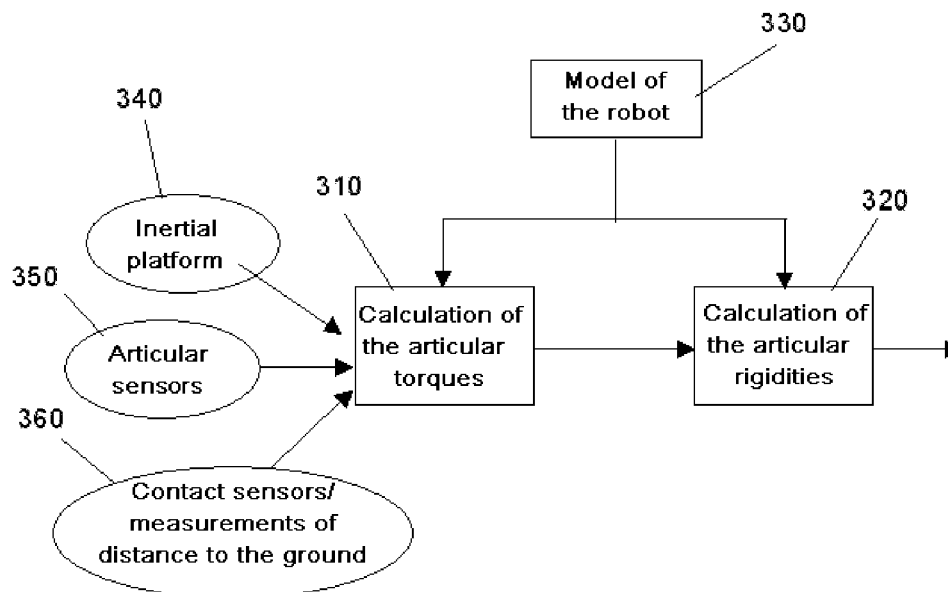 330
Model of
the robot
340
Inertial
platform
310
320
350
Articular
sensors
Calculation of
the articular
torques
Calculation of
the articular
rigidities
360
Contact sensors/
measurements of
distance to the ground